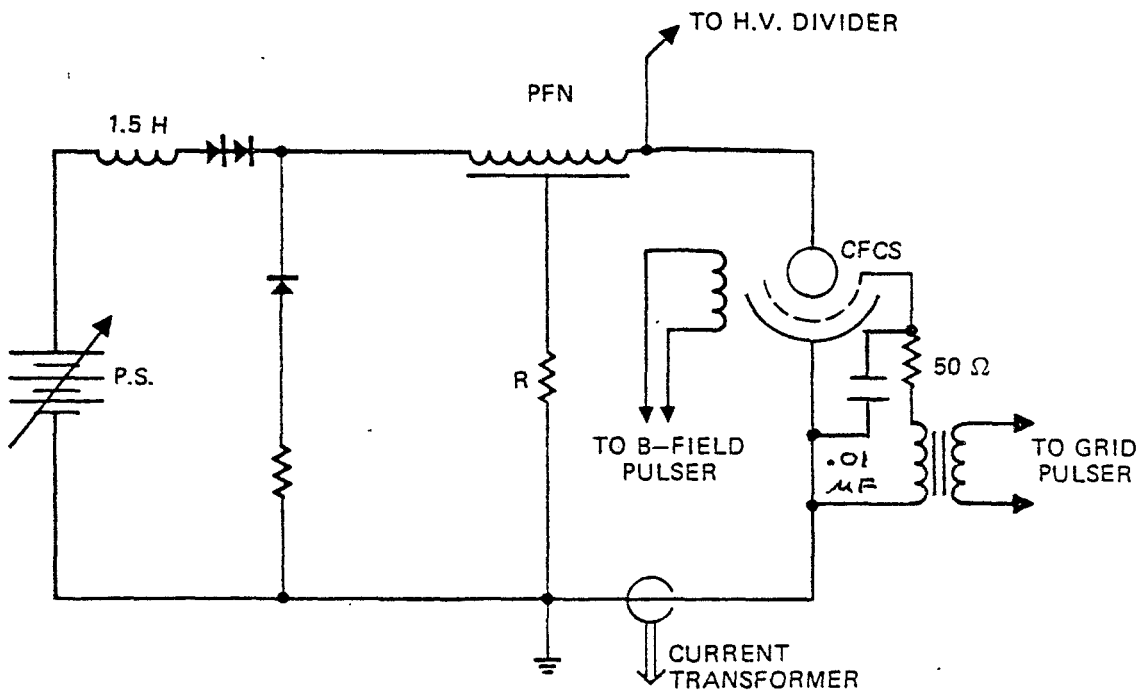 TO H.V. DIVIDER
PFN
1.5 H
CFCS
P.S.
R
50 Ω
TO B–FIELD
PULSER
.01
μF
TO GRID
PULSER
CURRENT
TRANSFORMER